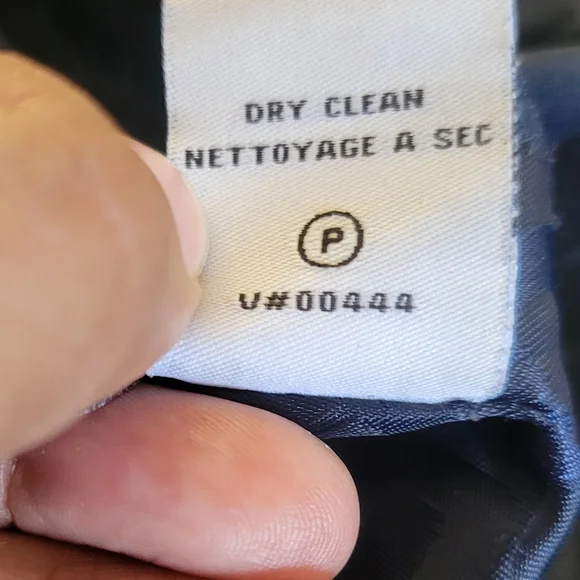 DRY CLEAN
NETTOYAGE A SEC
P
V#00444